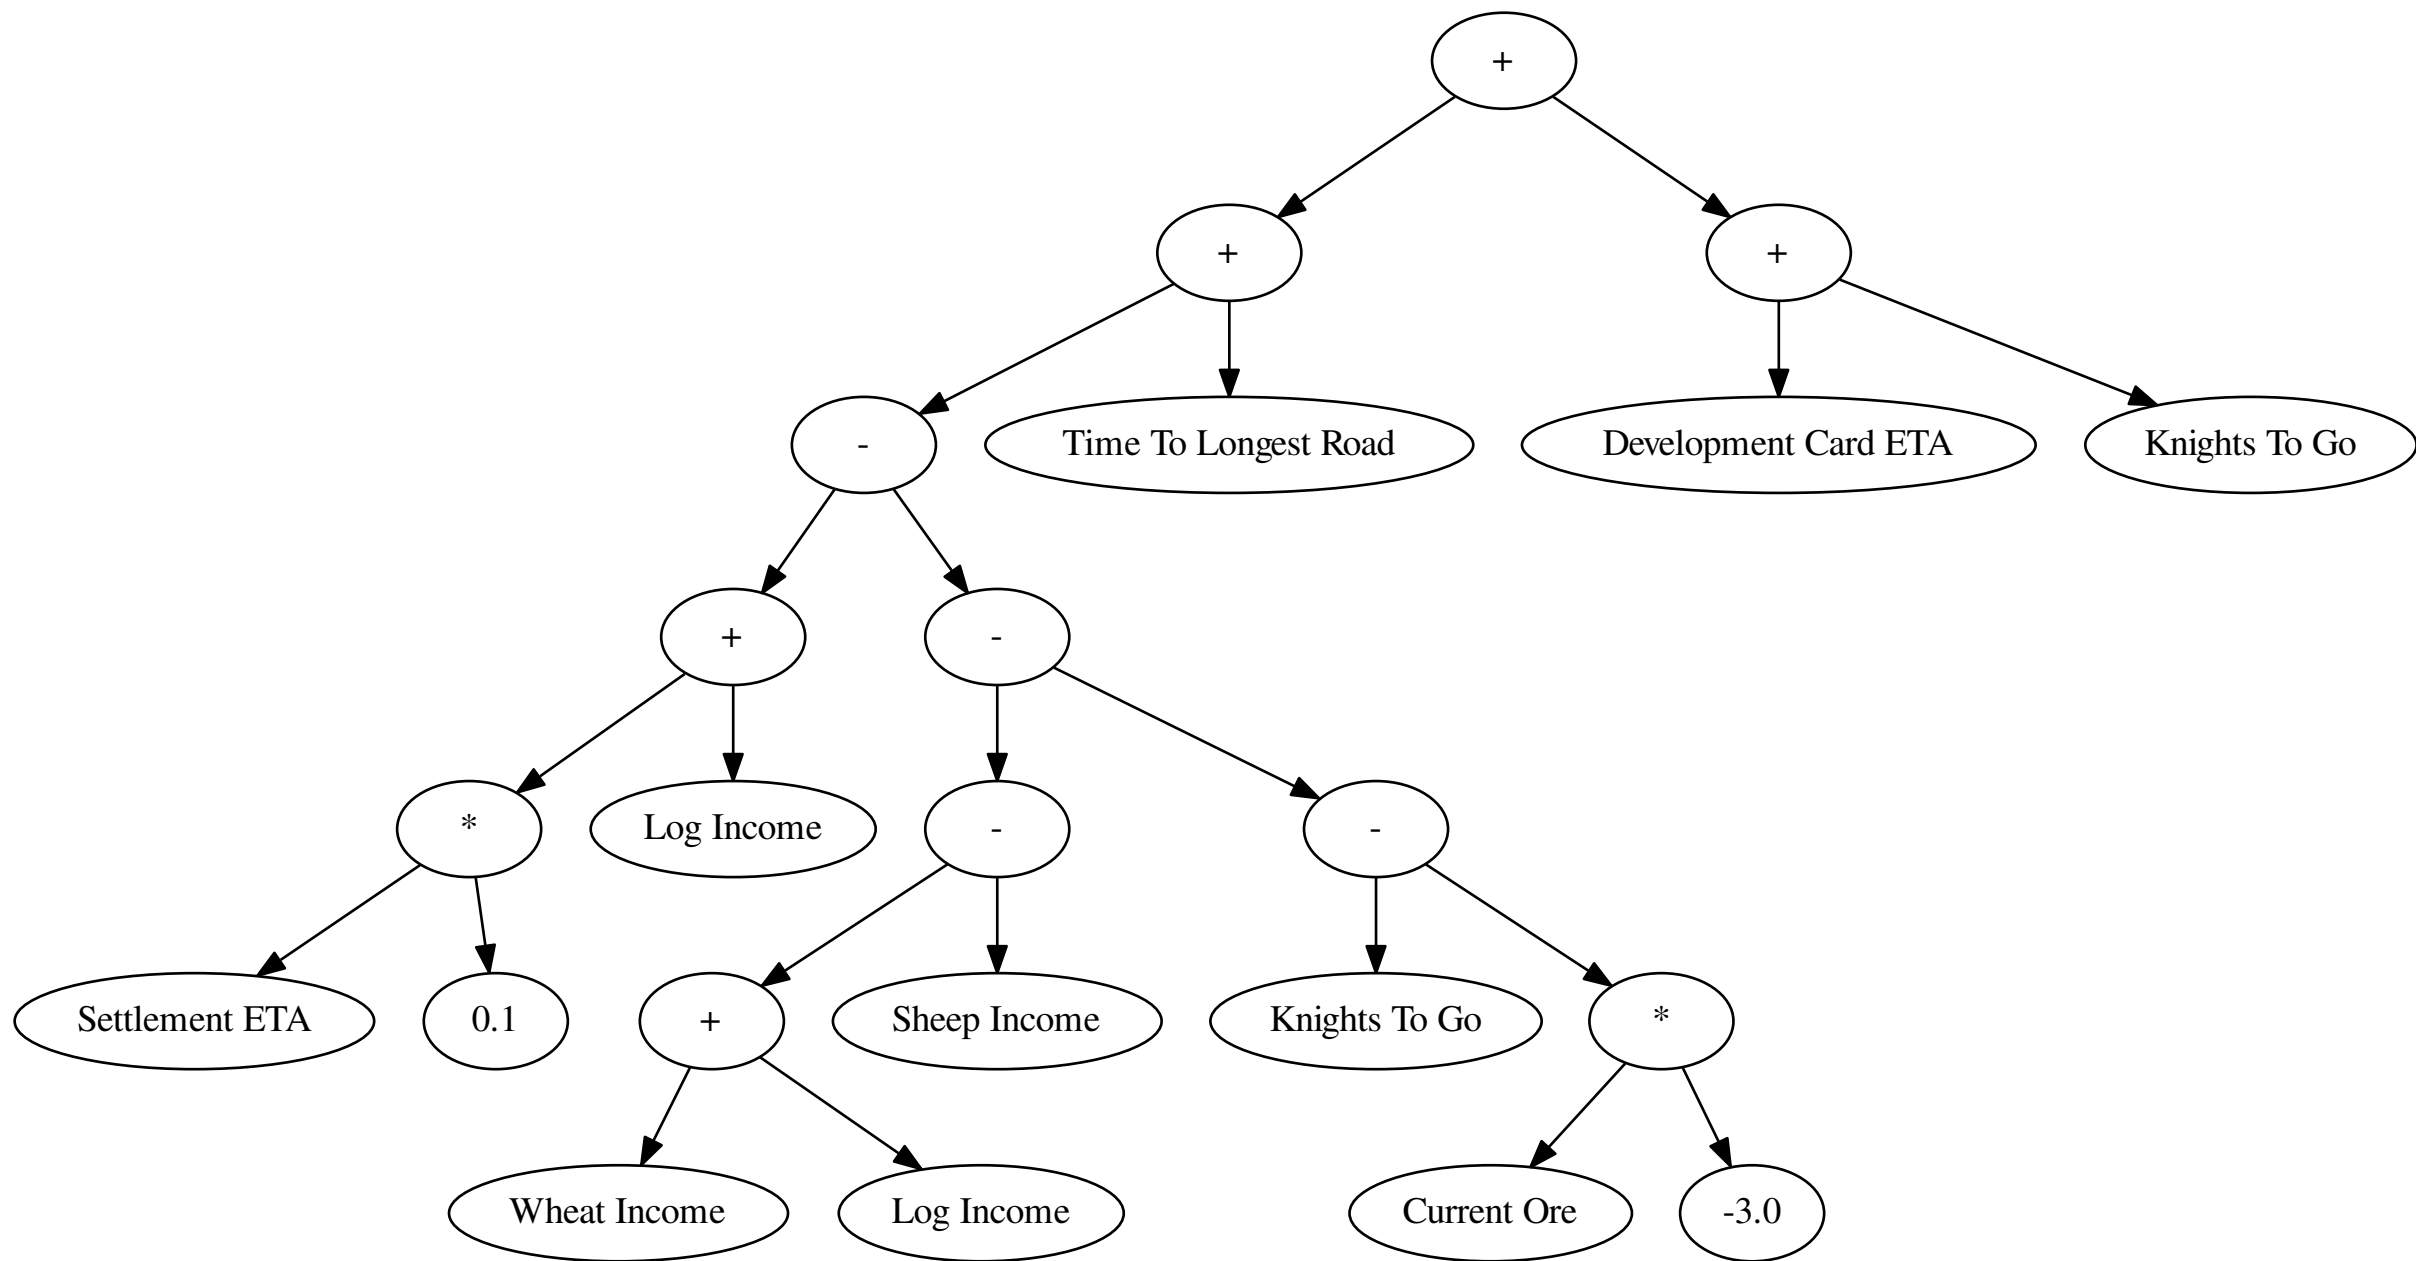 +
+
+
-
Time To Longest Road
Development Card ETA
Knights To Go
+
-
*
Log Income
-
-
Settlement ETA
0.1
+
Sheep Income
Knights To Go
*
Wheat Income
Log Income
Current Ore
-3.0